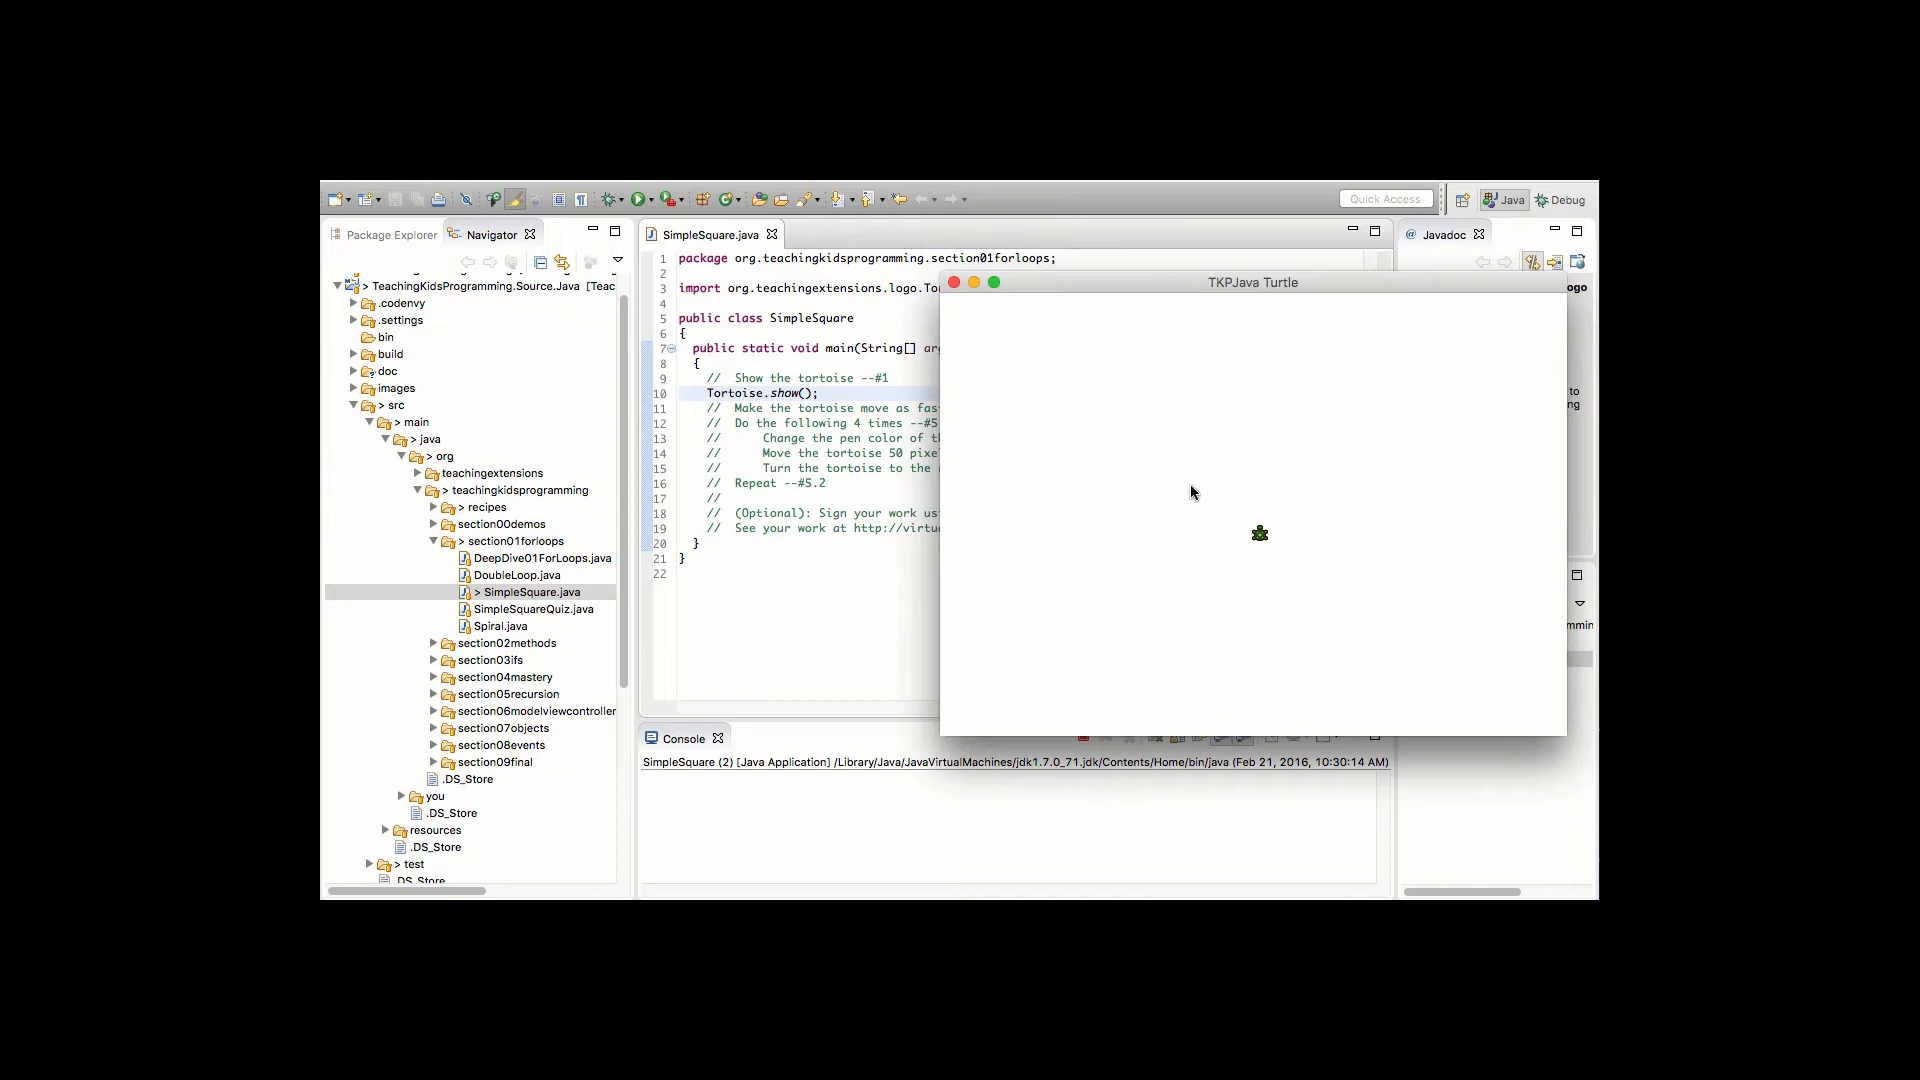 Quick Access
Java
Debug
Package Explorer
Navigator
> TeachingKidsProgramming.Source.Java [Teac
.codenvy
.settings
bin
build
doc
images
> src
> main
> java
> org
teachingextensions
> teachingkidsprogramming
> recipes
section00demos
> section01forloops
DeepDive01ForLoops.java
DoubleLoop.java
> SimpleSquare.java
SimpleSquareQuiz.java
Spiral.java
section02methods
section03ifs
section04mastery
section05recursion
section06modelviewcontroller
section07objects
section08events
section09final
.DS_Store
you
.DS_Store
resources
.DS_Store
> test
.DS_Store
SimpleSquare.java
1 package org.teachingkidsprogramming.section01forloops;
2
3 import org.teachingextensions.logo.To
4
5 public class SimpleSquare
6 {
7 public static void main(String[] ar
8 {
9 // Show the tortoise --#1
10 Tortoise.show();
11 // Make the tortoise move as fas
12 // Do the following 4 times --#5
13 // Change the pen color of t
14 // Move the tortoise 50 pixe
15 // Turn the tortoise to the
16 // Repeat --#5.2
17 //
18 // (Optional): Sign your work us
19 // See your work at http://virtu
20 }
21 }
22
TKPJava Turtle
@ Javadoc
ogo
to
ng
mmin
Console
SimpleSquare (2) [Java Application] /Library/Java/JavaVirtualMachines/jdk1.7.0_71.jdk/Contents/Home/bin/java (Feb 21, 2016, 10:30:14 AM)